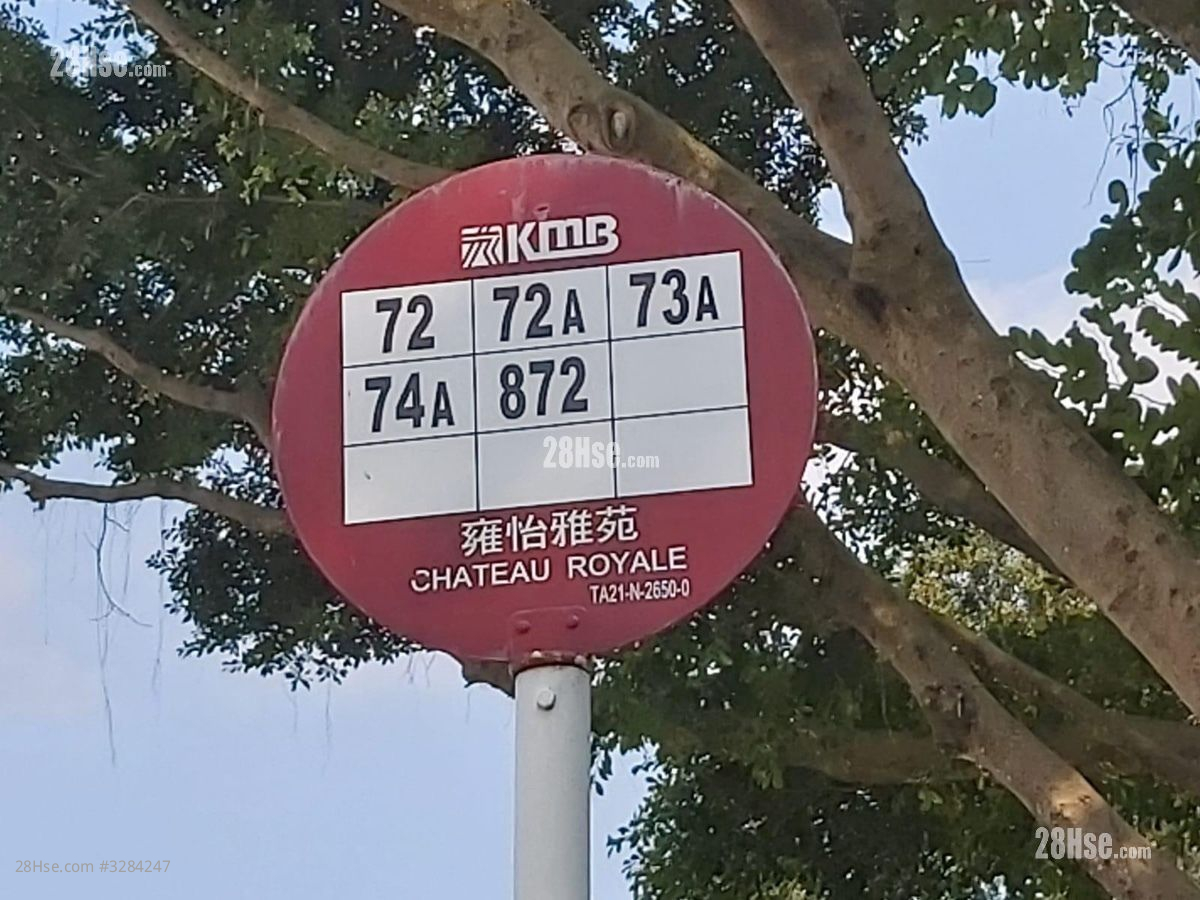 28Hse.com
KMB
72 72A 73A
74A 872
28Hse.com
雍怡雅苑
CHATEAU ROYALE
TA21-N-2650-0
28Hse.com
28Hse.com #3284247